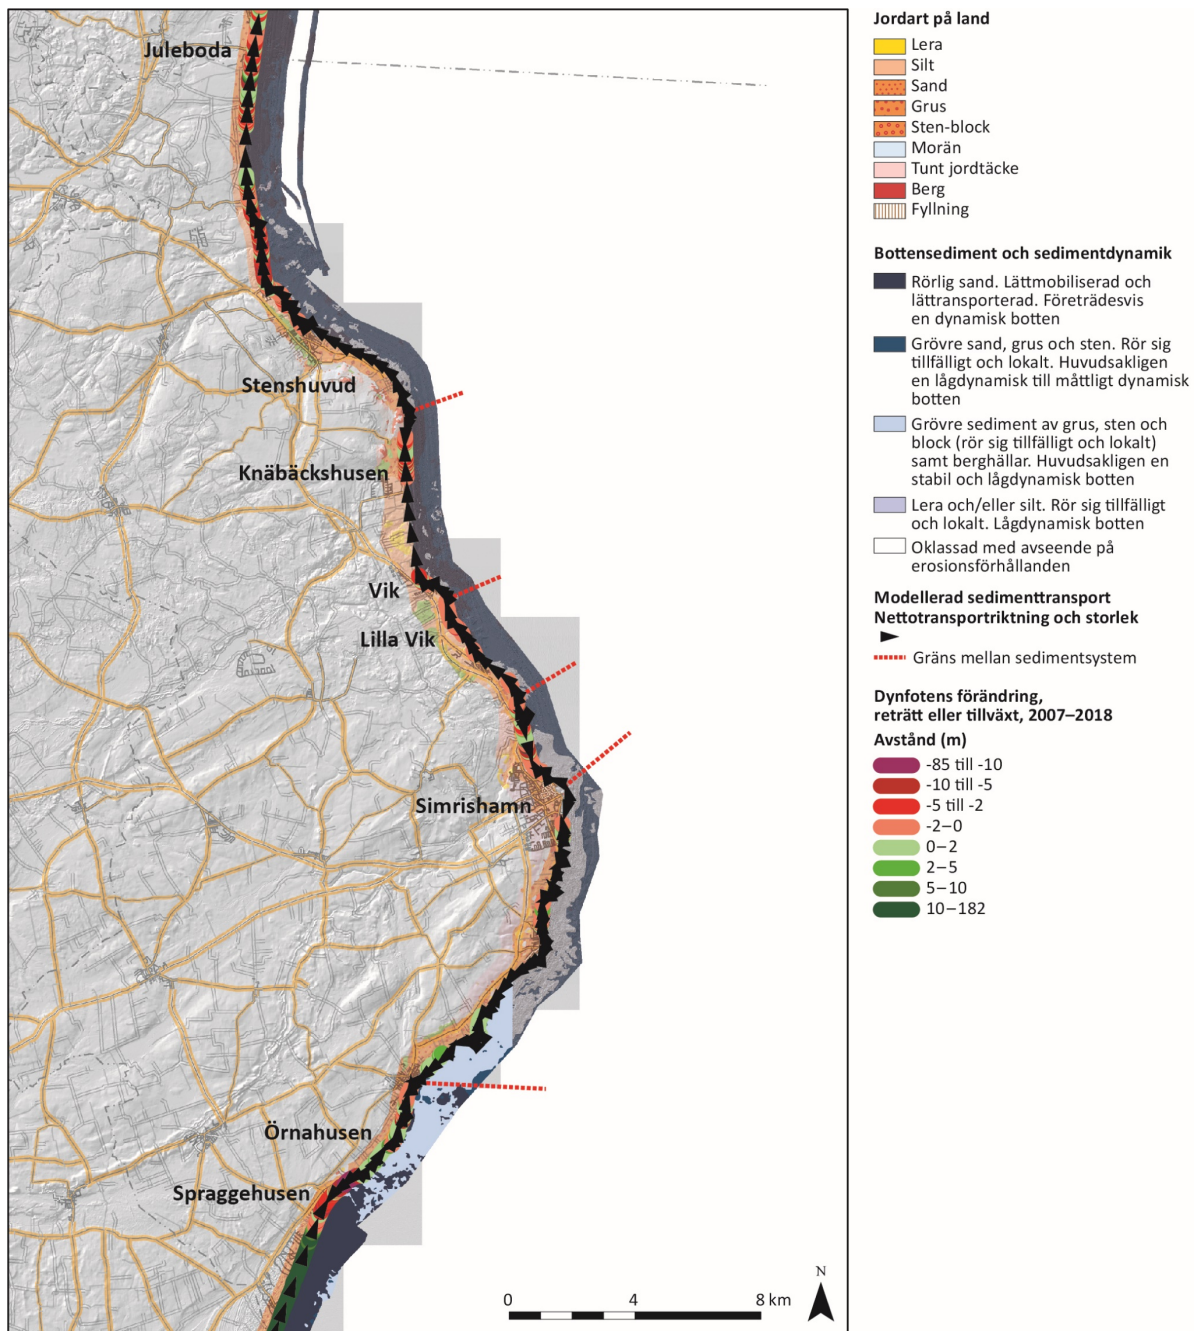 Juleboda
Stenshuvud
Knäbäckshusen
Vik
Lilla Vik
Simrishamn
Örnahusen
Spraggehusen
0 4 8 km
N
Jordart på land
Lera
Silt
Sand
Grus
Sten-block
Morän
Tunt jordtäcke
Berg
Fyllning
Bottensediment och sedimentdynamik
Rörlig sand. Lättmobiliserad och
lättransporterad. Företrädesvis
en dynamisk botten
Grövre sand, grus och sten. Rör sig
tillfälligt och lokalt. Huvudsakligen
en lågdynamisk till måttligt dynamisk
botten
Grövre sediment av grus, sten och
block (rör sig tillfälligt och lokalt)
samt berghällar. Huvudsakligen en
stabil och lågdynamisk botten
Lera och/eller silt. Rör sig tillfälligt
och lokalt. Lågdynamisk botten
Oklassad med avseende på
erosionsförhållanden
Modellerad sedimenttransport
Nettotransportriktning och storlek
Gräns mellan sedimentsystem
Dynfotens förändring,
reträtt eller tillväxt, 2007–2018
Avstånd (m)
-85 till -10
-10 till -5
-5 till -2
-2–0
0–2
2–5
5–10
10–182